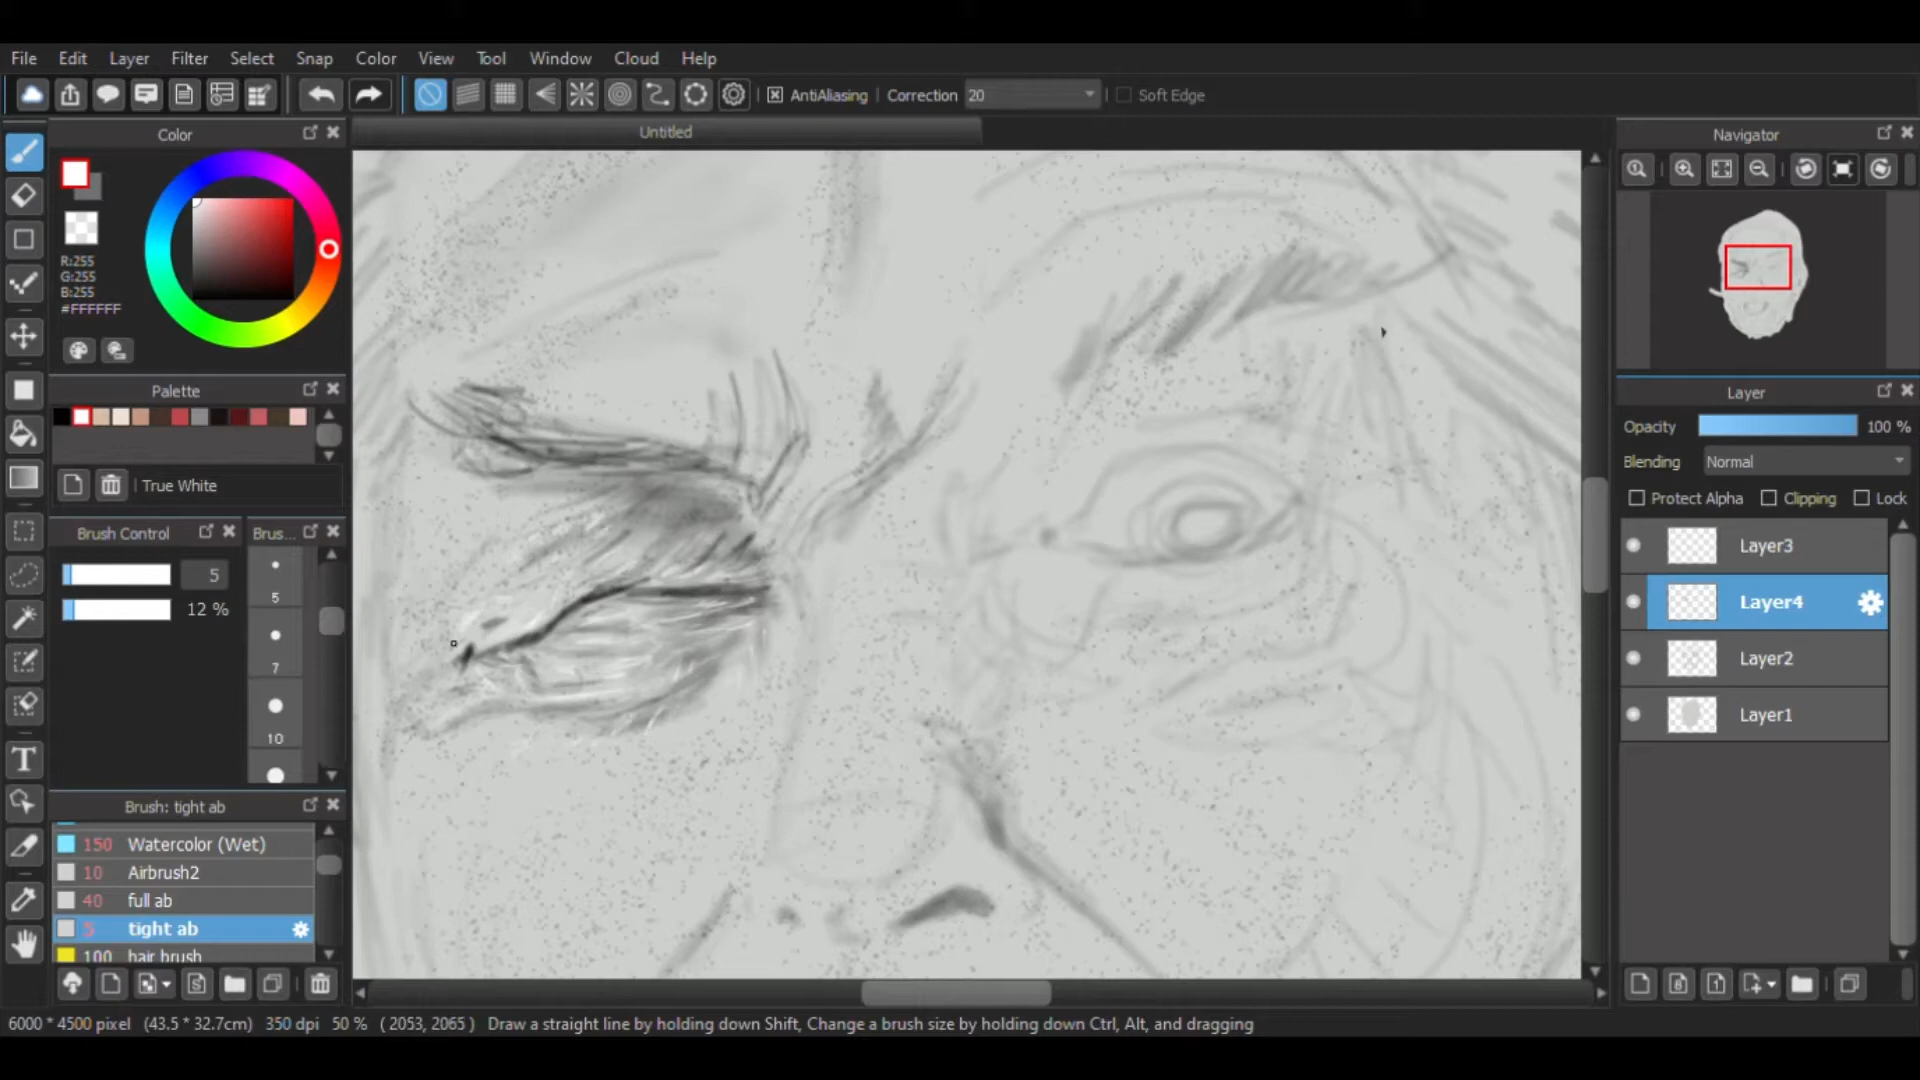 File Edit Layer Filter Select Snap Color View Tool Window Cloud Help
AntiAliasing Correction 20 Soft Edge
Color
R:255
G:255
B:255
#FFFFFF
Palette
True White
Brush Control
5
12 %
Brus...
5
7
10
Brush: tight ab
150 Watercolor (Wet)
10 Airbrush2
40 full ab
5 tight ab
100 hair brush
Untitled
Navigator
Layer
Opacity 100 %
Blending Normal
Protect Alpha Clipping Lock
Layer3
Layer4
Layer2
Layer1
6000 * 4500 pixel (43.5 * 32.7cm) 350 dpi 50 % ( 2053, 2065 ) Draw a straight line by holding down Shift, Change a brush size by holding down Ctrl, Alt, and dragging